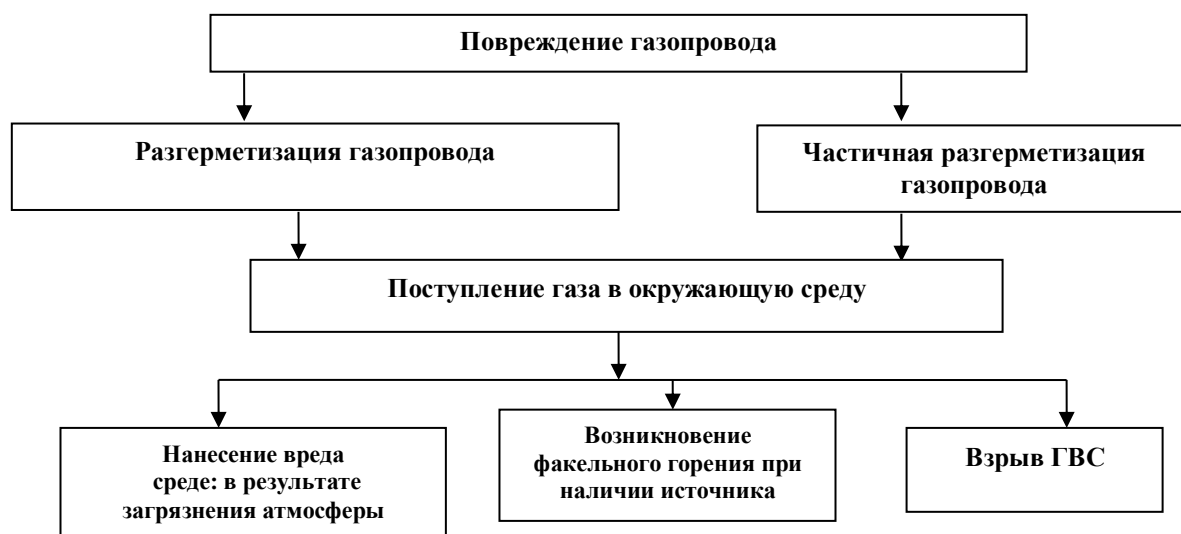 Повреждение газопровода
Разгерметизация газопровода
Частичная разгерметизация
газопровода
Поступление газа в окружающую среду
Нанесение вреда
среде: в результате
загрязнения атмосферы
Возникновение
факельного горения при
наличии источника
Взрыв ГВС